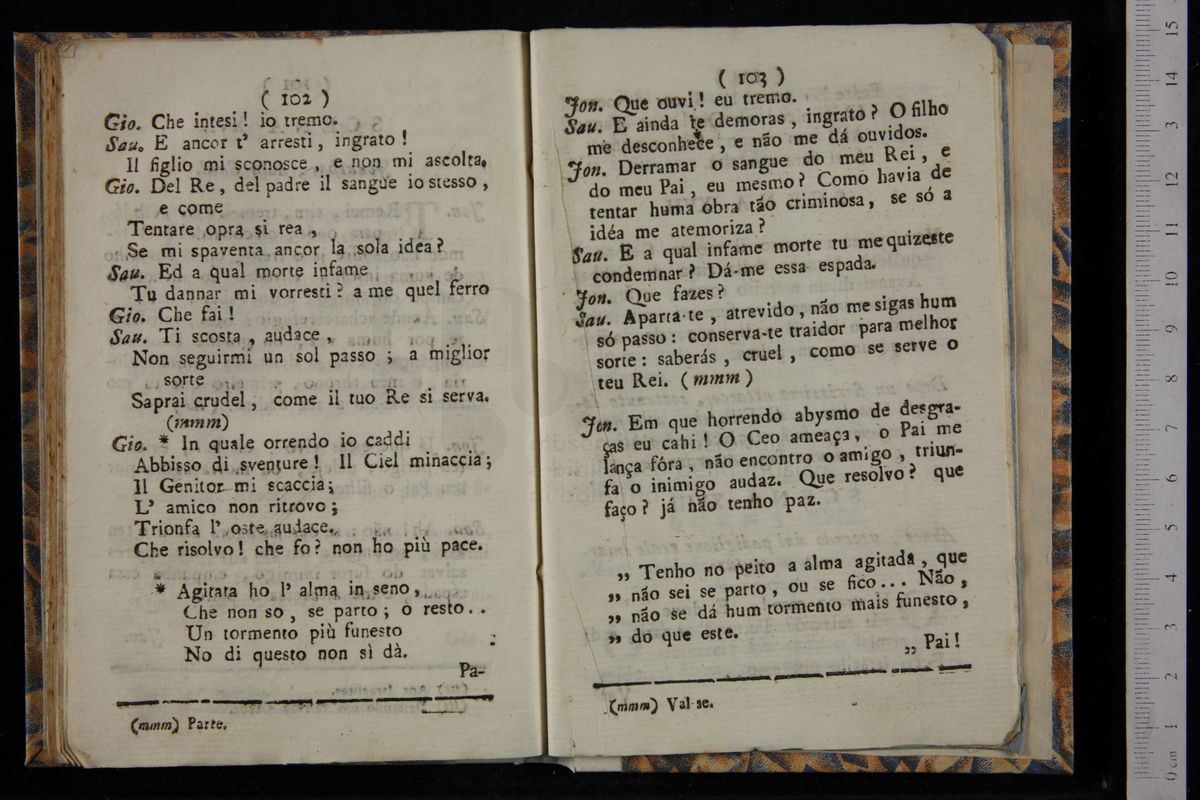 ( 102 )
Gio. Che intesi! io tremo.
Sau. E ancor t' arresti, ingrato!
Il figlio mi sconosce, e non mi ascolta.
Gio. Del Re, del padre il sangue io stesso,
e come
Tentare opra si rea,
Se mi spaventa ancor la sola idea?
Sau. Ed a qual morte infame
Tu dannar mi vorresti? a me quel ferro
Gio. Che fai!
Sau. Ti scosta, audace,
Non seguirmi un sol passo; a miglior
sorte
Saprai crudel, come il tuo Re si serva.
(mmm)
Gio. * In quale orrendo io caddi
Abbisso di sventure! Il Ciel minaccia;
Il Genitor mi scaccia;
L' amico non ritrovo;
Trionfa l' oste audace.
Che risolvo! che fo? non ho più pace.
* Agitata ho l' alma in seno,
Che non so, se parto; o resto..
Un tormento più funesto
No di questo non sì dà.
Pa-
(mmm) Parte.
( 103 )
Jon. Que ouvi! eu tremo.
Sau. E ainda te demoras, ingrato? O filho
me desconhece, e não me dá ouvidos.
Jon. Derramar o sangue do meu Rei, e
do meu Pai, eu mesmo? Como havia de
tentar huma obra tão criminosa, se só a
idéa me atemoriza?
Sau. E a qual infame morte tu me quizeste
condemnar? Dá-me essa espada.
Jon. Que fazes?
Sau. Aparta-te, atrevido, não me sigas hum
só passo: conserva-te traidor para melhor
sorte: saberás, cruel, como se serve o
teu Rei. (mmm)
Jon. Em que horrendo abysmo de desgra-
ças eu cahi! O Ceo ameaça, o Pai me
lança fóra, não encontro o amigo, triun-
fa o inimigo audaz. Que resolvo? que
faço? já não tenho paz.
„ Tenho no peito a alma agitada, que
„ não sei se parto, ou se fico... Não,
„ não se dá hum tormento mais funesto,
„ do que este.
„ Pai!
(mmm) Vai-se.